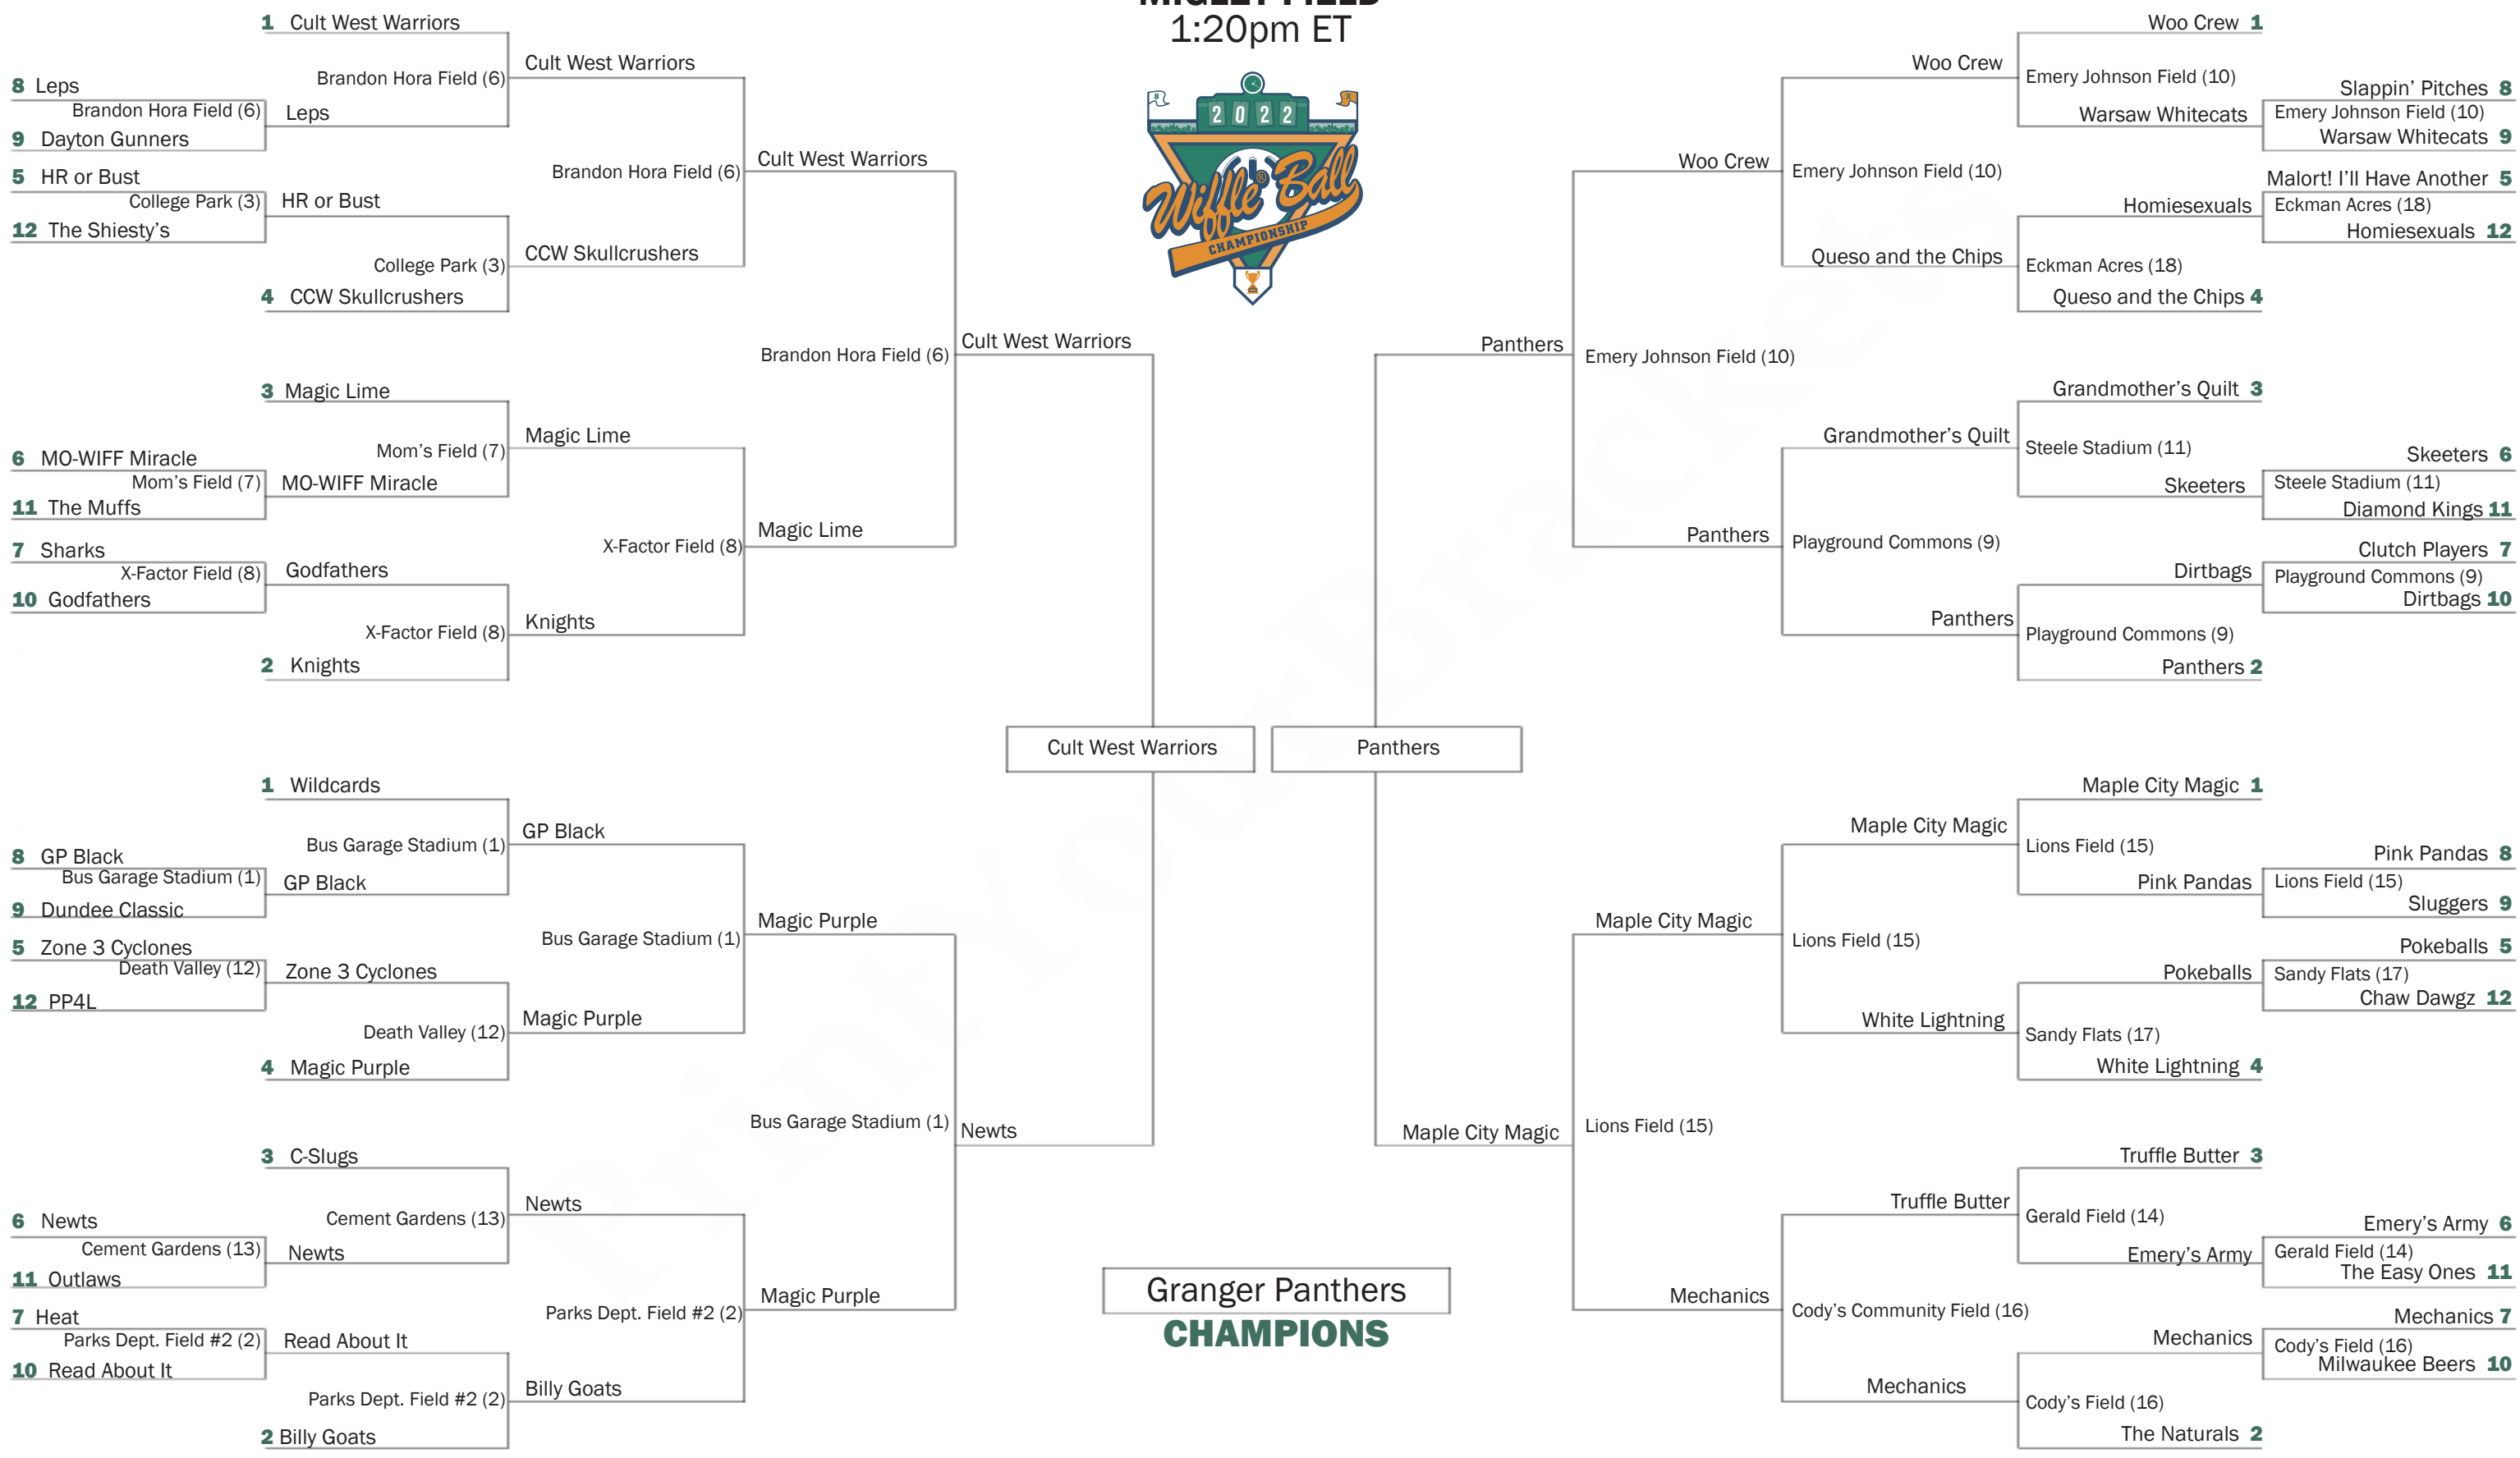 MIGLEY FIELD
1:20pm ET
8
X
2022
Wiffle® Ball
CHAMPIONSHIP
1 Cult West Warriors
Cult West Warriors
Brandon Hora Field (6)
8 Leps
Brandon Hora Field (6)
Leps
9 Dayton Gunners
Cult West Warriors
Brandon Hora Field (6)
5 HR or Bust
College Park (3)
HR or Bust
12 The Shiesty's
CCW Skullcrushers
College Park (3)
4 CCW Skullcrushers
Cult West Warriors
Brandon Hora Field (6)
3 Magic Lime
Magic Lime
Mom's Field (7)
6 MO-WIFF Miracle
Mom's Field (7)
MO-WIFF Miracle
11 The Muffs
Magic Lime
X-Factor Field (8)
7 Sharks
X-Factor Field (8)
Godfathers
10 Godfathers
Knights
X-Factor Field (8)
2 Knights
Cult West Warriors
1 Wildcards
GP Black
Bus Garage Stadium (1)
8 GP Black
Bus Garage Stadium (1)
GP Black
9 Dundee Classic
Magic Purple
Bus Garage Stadium (1)
5 Zone 3 Cyclones
Death Valley (12)
Zone 3 Cyclones
12 PP4L
Magic Purple
Death Valley (12)
4 Magic Purple
Bus Garage Stadium (1)
Newts
3 C-Slugs
Newts
Cement Gardens (13)
6 Newts
Cement Gardens (13)
Newts
11 Outlaws
Magic Purple
Parks Dept. Field #2 (2)
7 Heat
Parks Dept. Field #2 (2)
Read About It
10 Read About It
Billy Goats
Parks Dept. Field #2 (2)
2 Billy Goats
Woo Crew 1
Woo Crew
Emery Johnson Field (10)
Slappin' Pitches 8
Emery Johnson Field (10)
Warsaw Whitecats
Warsaw Whitecats 9
Woo Crew
Emery Johnson Field (10)
Malort! I'll Have Another 5
Homiesexuals
Eckman Acres (18)
Homiesexuals 12
Queso and the Chips
Eckman Acres (18)
Queso and the Chips 4
Panthers
Emery Johnson Field (10)
Grandmother's Quilt 3
Grandmother's Quilt
Steele Stadium (11)
Skeeters 6
Skeeters
Steele Stadium (11)
Diamond Kings 11
Panthers
Playground Commons (9)
Clutch Players 7
Dirtbags
Playground Commons (9)
Dirtbags 10
Panthers
Playground Commons (9)
Panthers 2
Panthers
Maple City Magic 1
Maple City Magic
Lions Field (15)
Pink Pandas 8
Pink Pandas
Lions Field (15)
Sluggers 9
Maple City Magic
Lions Field (15)
Pokeballs 5
Pokeballs
Sandy Flats (17)
Chaw Dawgz 12
White Lightning
Sandy Flats (17)
White Lightning 4
Maple City Magic
Lions Field (15)
Truffle Butter 3
Truffle Butter
Gerald Field (14)
Emery's Army 6
Emery's Army
Gerald Field (14)
The Easy Ones 11
Mechanics
Cody's Community Field (16)
Mechanics 7
Mechanics
Cody's Field (16)
Milwaukee Beers 10
Mechanics
Cody's Field (16)
The Naturals 2
Granger Panthers
CHAMPIONS
PrintYourBrackets